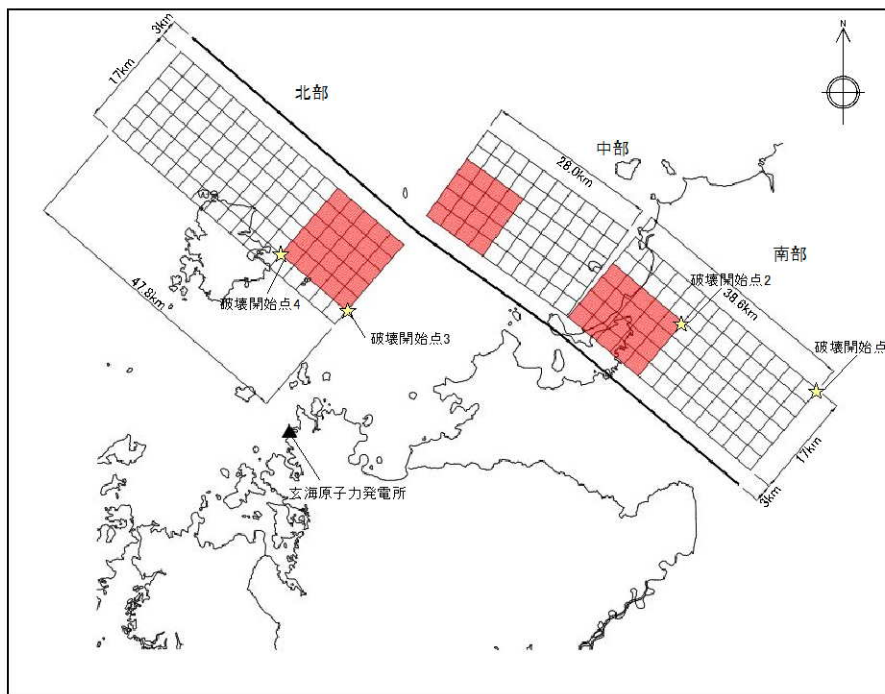 3km
17km
N
北部
28.0km
中部
47.8km
南部
破壊開始点2
38.6km
破壊開始点4
破壊開始点3
破壊開始点
17km
3km
玄海原子力発電所